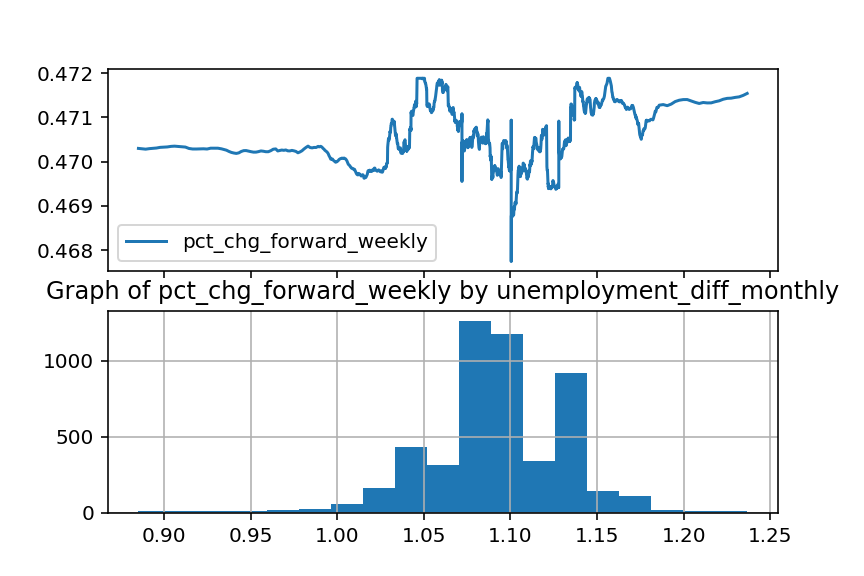 0.472
0.471
0.470
0.469
0.468
pct_chg_forward_weekly
Graph of pct_chg_forward_weekly by unemployment_diff_monthly
1000
500
0
0.90 0.95 1.00 1.05 1.10 1.15 1.20 1.25